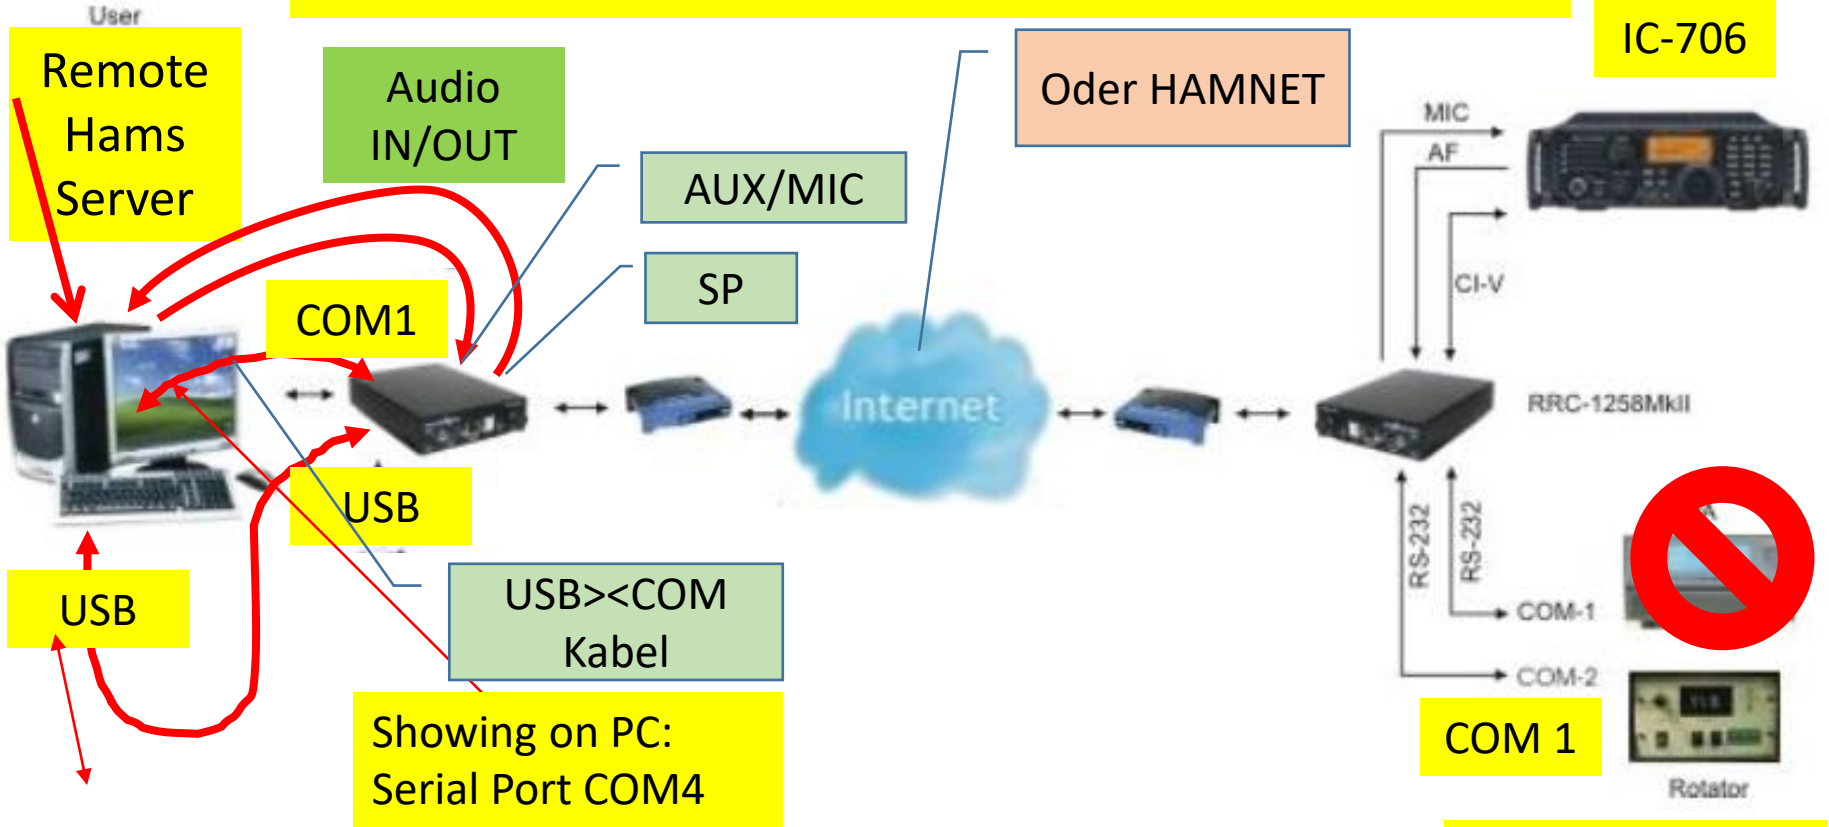 User
Remote
Hams
Server
Audio
IN/OUT
AUX/MIC
SP
COM1
USB
USB
USB><COM
Kabel
Showing on PC:
Serial Port COM4
Oder HAMNET
Internet
IC-706
MIC
AF
CI-V
RRC-1258MkII
RS-232
RS-232
COM-1
COM-2
COM 1
Rotator